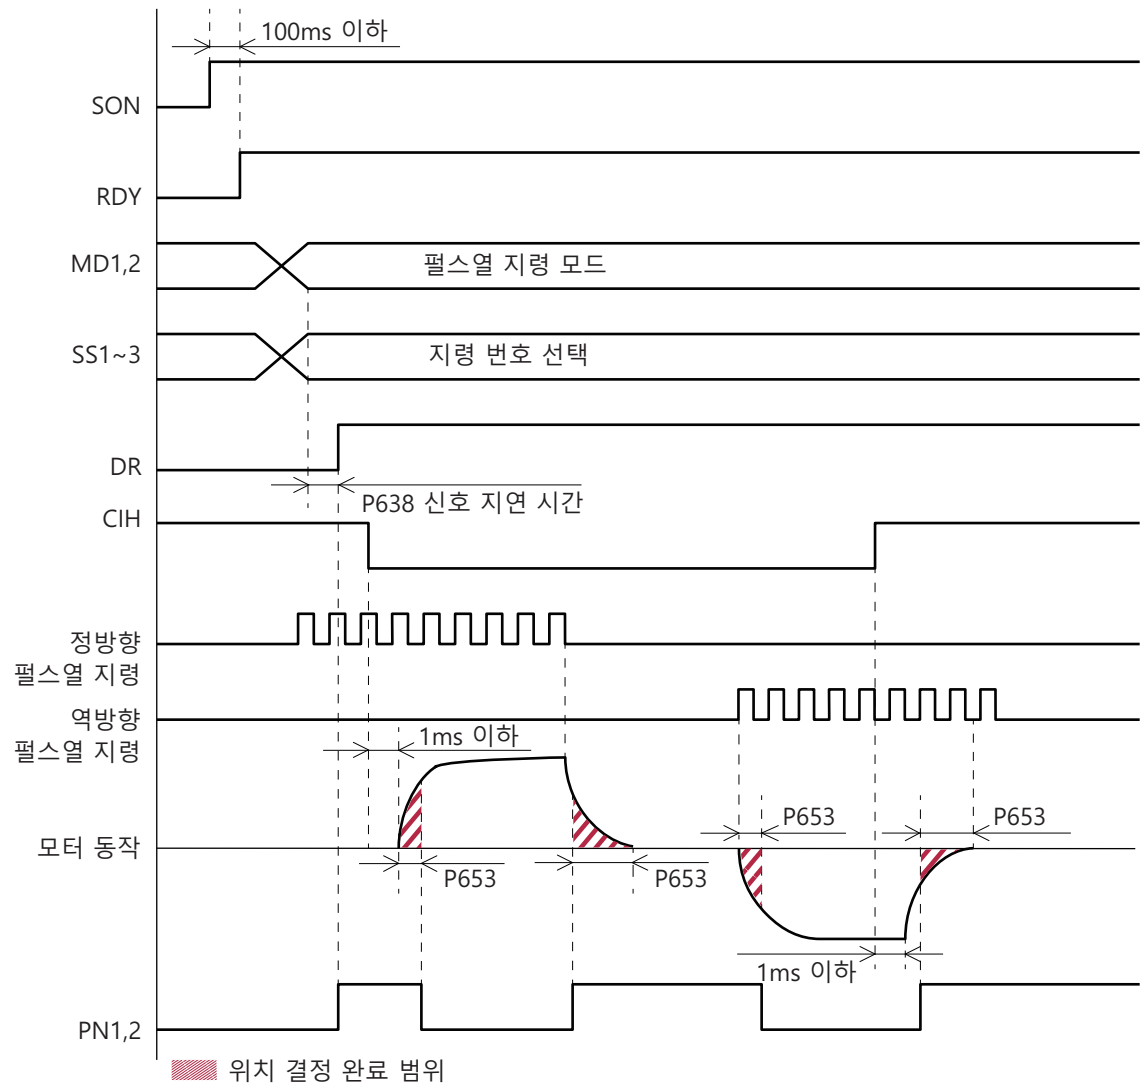 100ms 이하
SON
RDY
MD1,2
펄스열 지령 모드
SS1~3
지령 번호 선택
DR
P638 신호 지연 시간
CIH
정방향
펄스열 지령
역방향
펄스열 지령
1ms 이하
P653
P653
모터 동작
P653
P653
1ms 이하
PN1,2
위치 결정 완료 범위